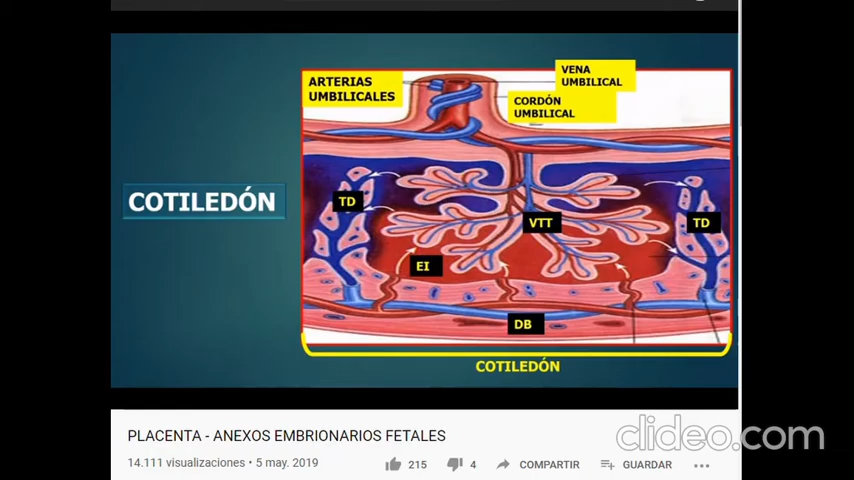 ARTERIAS
UMBILICALES
VENA
UMBILICAL
CORDÓN
UMBILICAL
COTILEDÓN
TD
VTT
TD
EI
DB
COTILEDÓN
PLACENTA - ANEXOS EMBRIONARIOS FETALES
14.111 visualizaciones • 5 may. 2019
215
4
COMPARTIR
GUARDAR
clideo.com